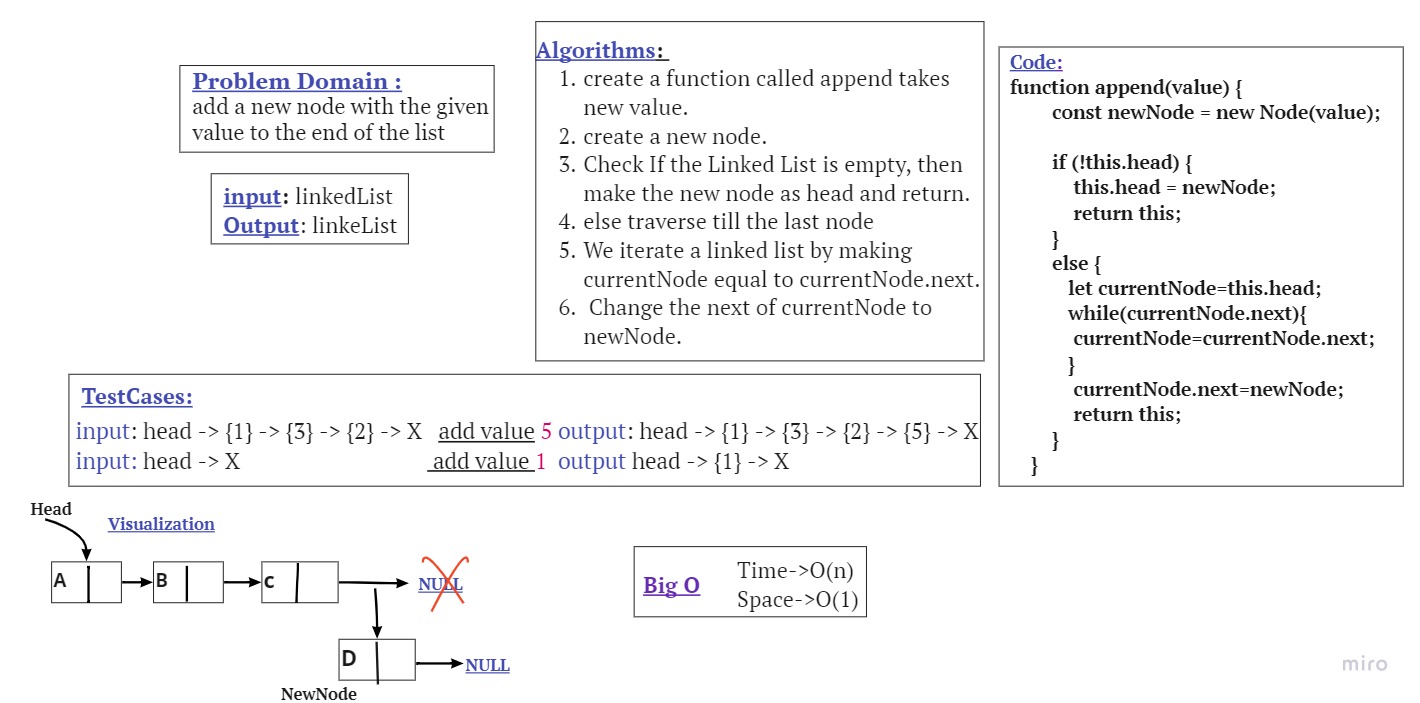 Problem Domain :
add a new node with the given
value to the end of the list
input: linkedList
Output: linkeList
Algorithms:
1. create a function called append takes
new value.
2. create a new node.
3. Check If the Linked List is empty, then
make the new node as head and return.
4. else traverse till the last node
5. We iterate a linked list by making
currentNode equal to currentNode.next.
6. Change the next of currentNode to
newNode.
Code:
function append(value) {
const newNode = new Node(value);
if (!this.head) {
this.head = newNode;
return this;
}
else {
let currentNode=this.head;
while(currentNode.next){
currentNode=currentNode.next;
}
currentNode.next=newNode;
return this;
}
}
TestCases:
input: head -> {1} -> {3} -> {2} -> X add value 5 output: head -> {1} -> {3} -> {2} -> {5} -> X
input: head -> X add value 1 output head -> {1} -> X
Head
Visualization
A B c NULL
D NULL
NewNode
Big O
Time->O(n)
Space->O(1)
miro